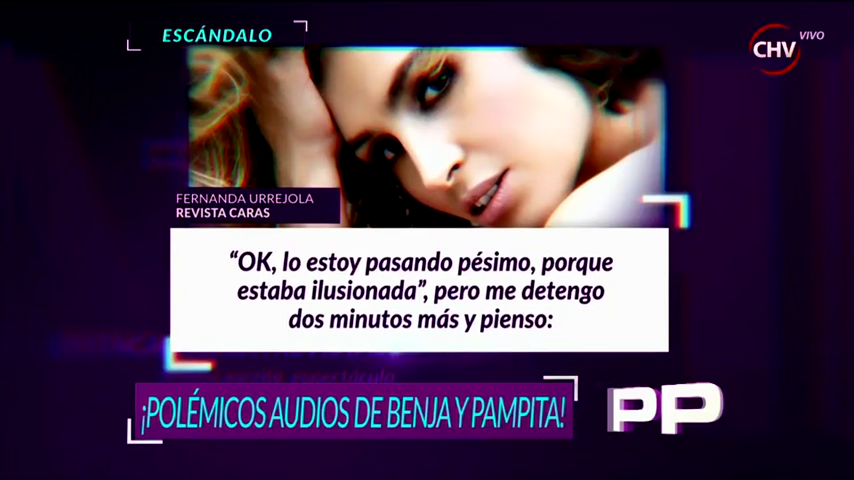 ESCÁNDALO
CHV
VIVO
FERNANDA URREJOLA
REVISTA CARAS
“OK, lo estoy pasando pésimo, porque
estaba ilusionada”, pero me detengo
dos minutos más y pienso:
¡POLÉMICOS AUDIOS DE BENJA Y PAMPITA!
PP